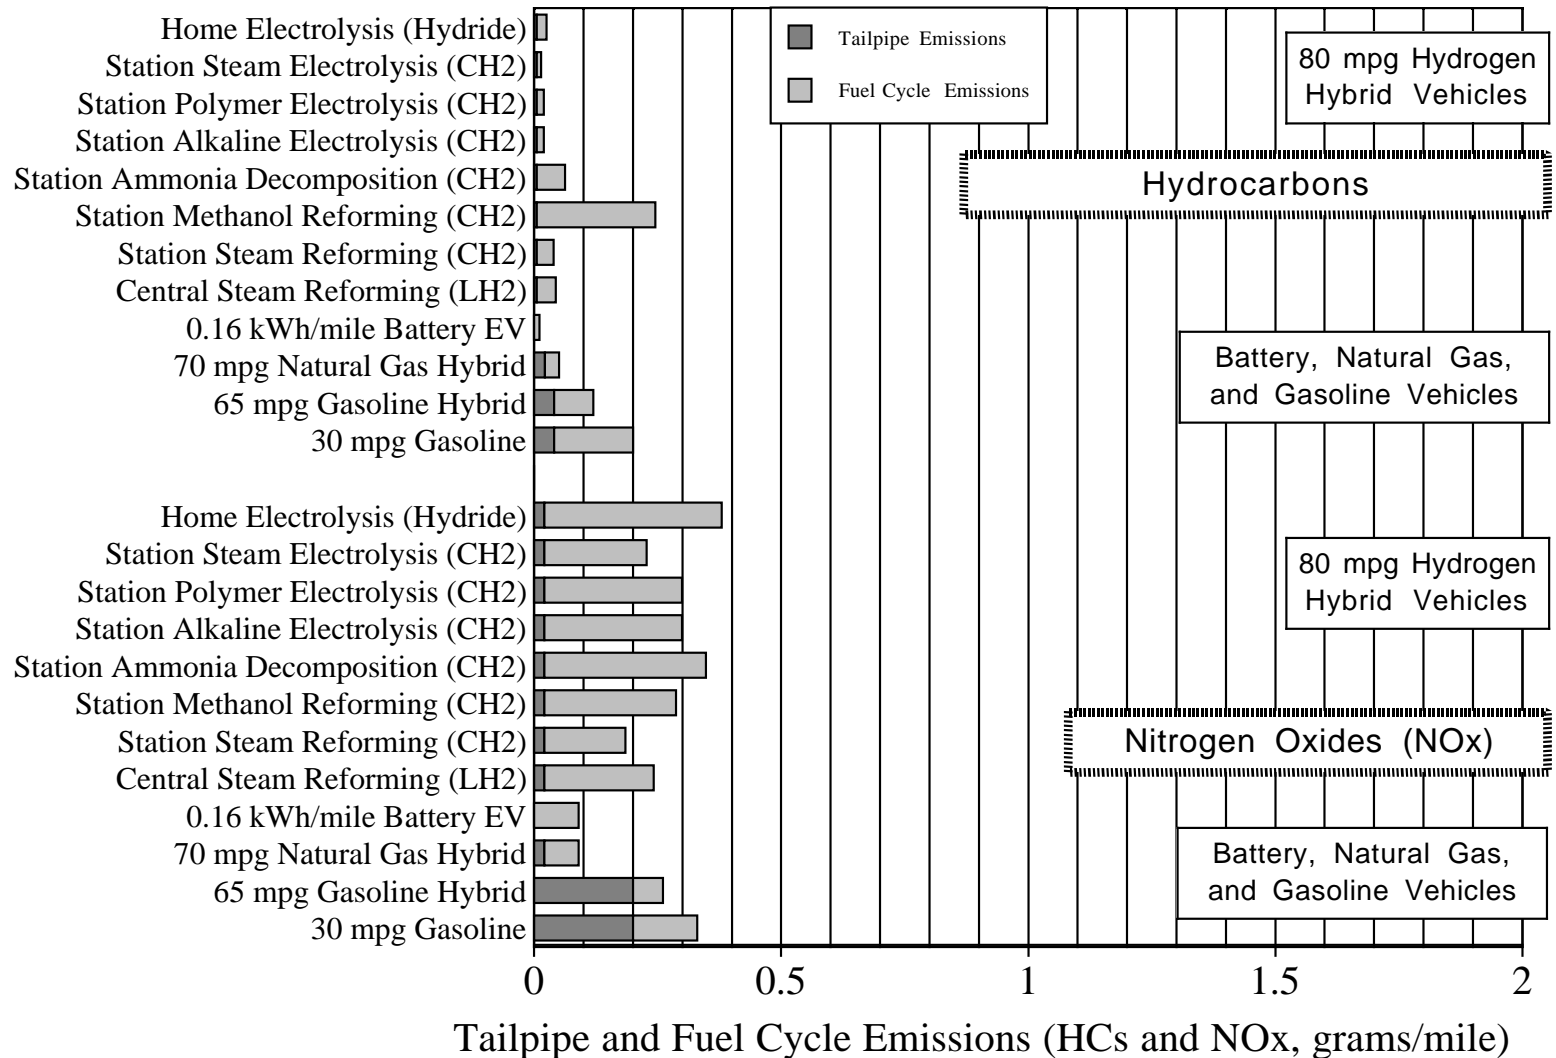 Home Electrolysis (Hydride)
Station Steam Electrolysis (CH2)
Station Polymer Electrolysis (CH2)
Station Alkaline Electrolysis (CH2)
Station Ammonia Decomposition (CH2)
Station Methanol Reforming (CH2)
Station Steam Reforming (CH2)
Central Steam Reforming (LH2)
0.16 kWh/mile Battery EV
70 mpg Natural Gas Hybrid
65 mpg Gasoline Hybrid
30 mpg Gasoline
Tailpipe Emissions
Fuel Cycle Emissions
80 mpg Hydrogen
Hybrid Vehicles
Hydrocarbons
Battery, Natural Gas,
and Gasoline Vehicles
Home Electrolysis (Hydride)
Station Steam Electrolysis (CH2)
Station Polymer Electrolysis (CH2)
Station Alkaline Electrolysis (CH2)
Station Ammonia Decomposition (CH2)
Station Methanol Reforming (CH2)
Station Steam Reforming (CH2)
Central Steam Reforming (LH2)
0.16 kWh/mile Battery EV
70 mpg Natural Gas Hybrid
65 mpg Gasoline Hybrid
30 mpg Gasoline
80 mpg Hydrogen
Hybrid Vehicles
Nitrogen Oxides (NOx)
Battery, Natural Gas,
and Gasoline Vehicles
0 0.5 1 1.5 2
Tailpipe and Fuel Cycle Emissions (HCs and NOx, grams/mile)